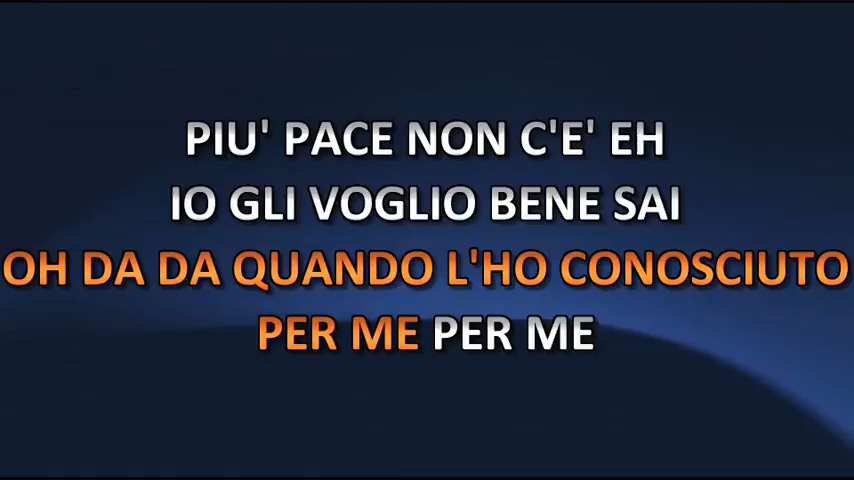 PIU' PACE NON C'E' EH
IO GLI VOGLIO BENE SAI
OH DA DA QUANDO L'HO CONOSCIUTO
PER ME PER ME